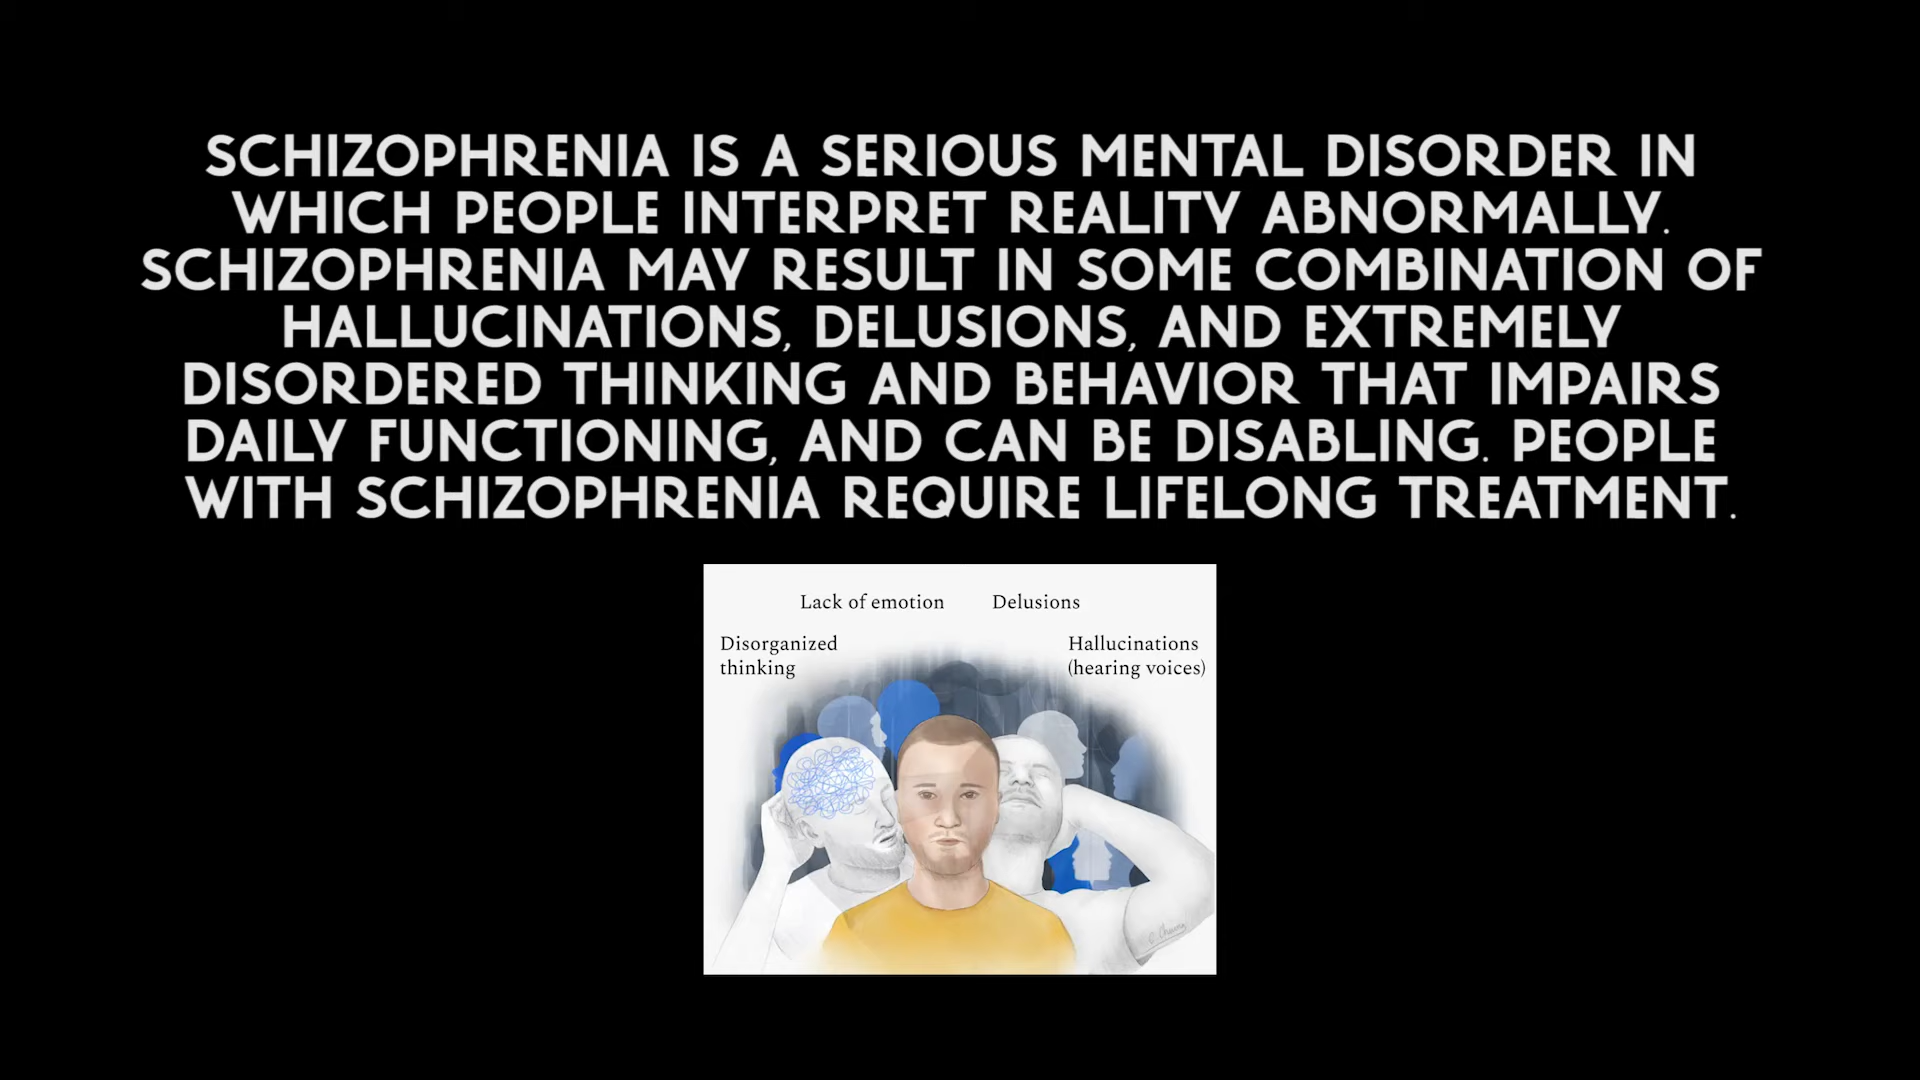 SCHIZOPHRENIA IS A SERIOUS MENTAL DISORDER IN
WHICH PEOPLE INTERPRET REALITY ABNORMALLY.
SCHIZOPHRENIA MAY RESULT IN SOME COMBINATION OF
HALLUCINATIONS, DELUSIONS, AND EXTREMELY
DISORDERED THINKING AND BEHAVIOR THAT IMPAIRS
DAILY FUNCTIONING, AND CAN BE DISABLING. PEOPLE
WITH SCHIZOPHRENIA REQUIRE LIFELONG TREATMENT.
Lack of emotion
Delusions
Disorganized
thinking
Hallucinations
(hearing voices)